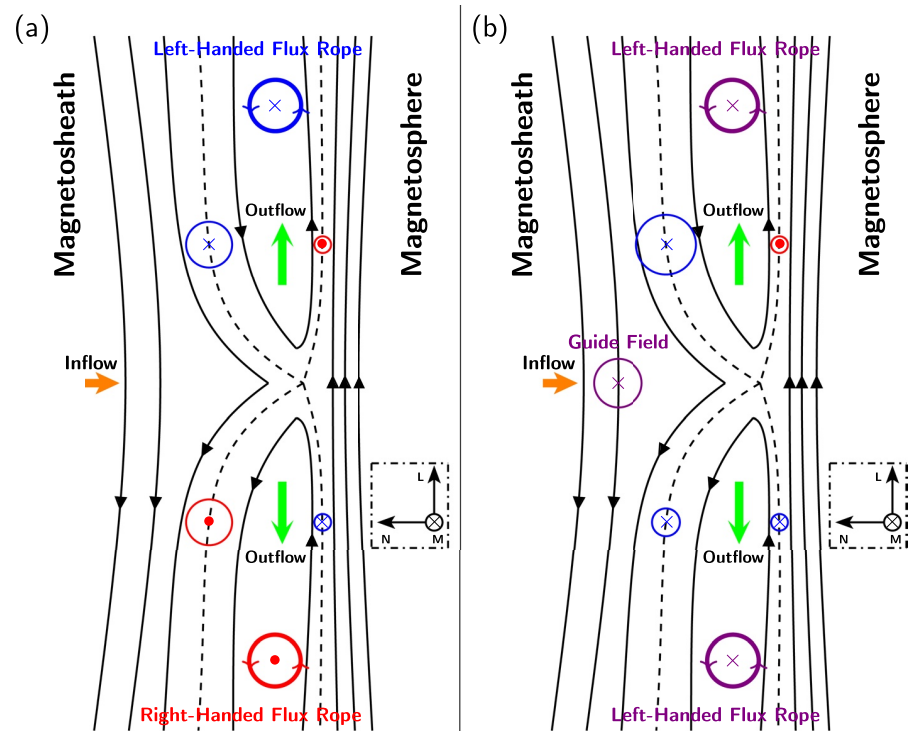 (a)
Left-Handed Flux Rope
Magnetosheath
Magnetosphere
Outflow
Inflow
L
N
M
Outflow
Right-Handed Flux Rope
(b)
Left-Handed Flux Rope
Magnetosheath
Magnetosphere
Outflow
Guide Field
Inflow
L
N
M
Outflow
Left-Handed Flux Rope